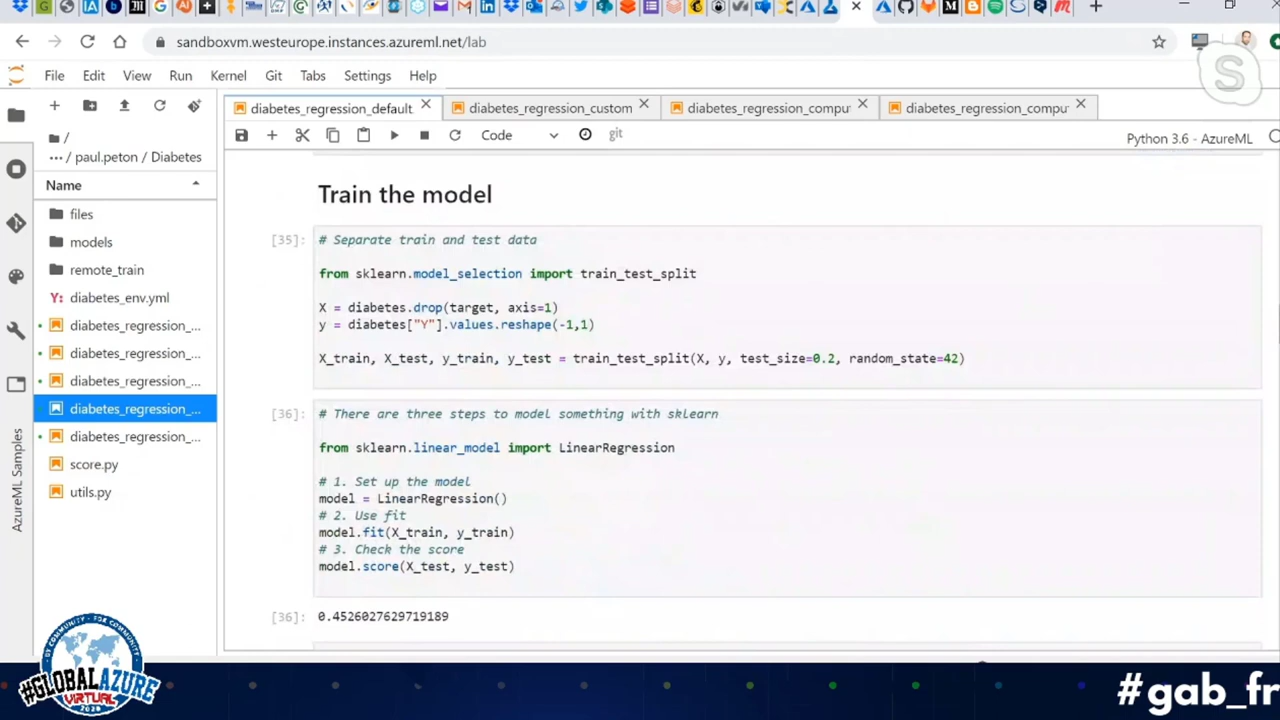 sandboxvm.westeurope.instances.azureml.net/lab
File Edit View Run Kernel Git Tabs Settings Help
diabetes_regression_default
diabetes_regression_custom
diabetes_regression_compu
diabetes_regression_compu
Code
git
Python 3.6 - AzureML
/
··· / paul.peton / Diabetes
Name
files
models
remote_train
Y: diabetes_env.yml
diabetes_regression_...
diabetes_regression_...
diabetes_regression_...
diabetes_regression_...
diabetes_regression_...
score.py
utils.py
AzureML Samples
Train the model
[35]:
# Separate train and test data
from sklearn.model_selection import train_test_split
X = diabetes.drop(target, axis=1)
y = diabetes["Y"].values.reshape(-1,1)
X_train, X_test, y_train, y_test = train_test_split(X, y, test_size=0.2, random_state=42)
[36]:
# There are three steps to model something with sklearn
from sklearn.linear_model import LinearRegression
# 1. Set up the model
model = LinearRegression()
# 2. Use fit
model.fit(X_train, y_train)
# 3. Check the score
model.score(X_test, y_test)
[36]: 0.4526027629719189
BY COMMUNITY - FOR COMMUNITY
#GLOBALAZURE
VIRTUAL
2020
#gab_fr